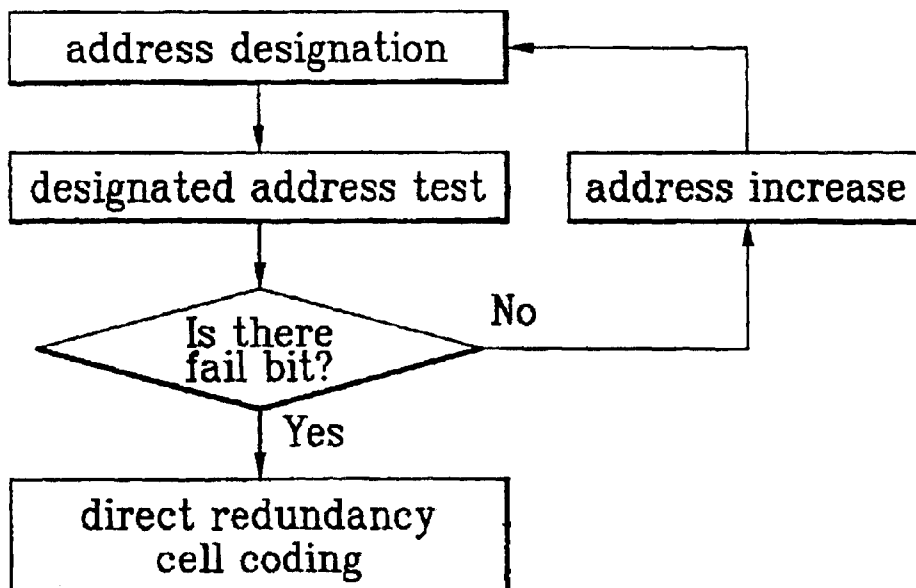 address designation
designated address test
address increase
Is there
fail bit?
No
Yes
direct redundancy
cell coding